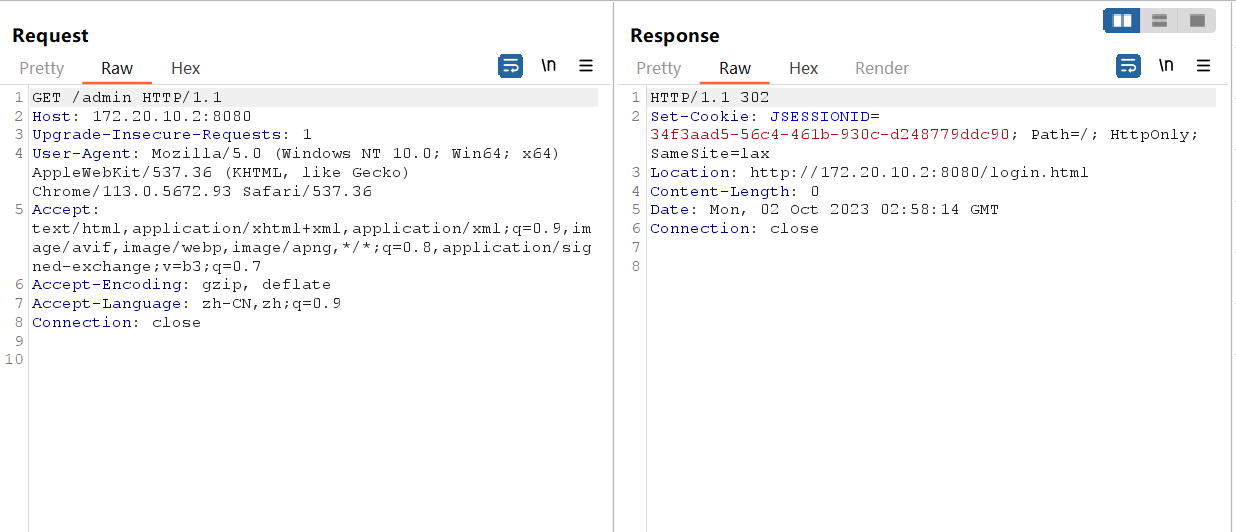 Request
Pretty Raw Hex \n
1 GET /admin HTTP/1.1
2 Host: 172.20.10.2:8080
3 Upgrade-Insecure-Requests: 1
4 User-Agent: Mozilla/5.0 (Windows NT 10.0; Win64; x64)
AppleWebKit/537.36 (KHTML, like Gecko)
Chrome/113.0.5672.93 Safari/537.36
5 Accept:
text/html,application/xhtml+xml,application/xml;q=0.9,im
age/avif,image/webp,image/apng,*/*;q=0.8,application/sig
ned-exchange;v=b3;q=0.7
6 Accept-Encoding: gzip, deflate
7 Accept-Language: zh-CN,zh;q=0.9
8 Connection: close
9
10
Response
Pretty Raw Hex Render \n
1 HTTP/1.1 302
2 Set-Cookie: JSESSIONID=
34f3aad5-56c4-461b-930c-d248779ddc90; Path=/; HttpOnly;
SameSite=lax
3 Location: http://172.20.10.2:8080/login.html
4 Content-Length: 0
5 Date: Mon, 02 Oct 2023 02:58:14 GMT
6 Connection: close
7
8